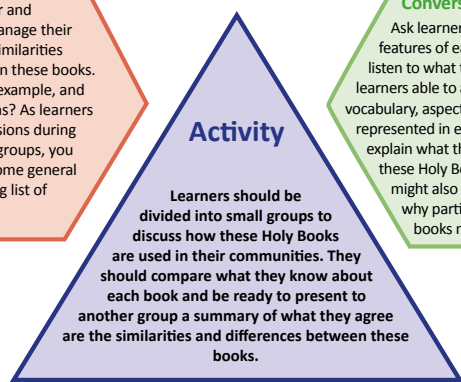 r and
anage their
imilarities
n these books.
example, and
s? As learners
sions during
groups, you
ome general
g list of
Activity
Learners should be
divided into small groups to
discuss how these Holy Books
are used in their communities. They
should compare what they know about
each book and be ready to present to
another group a summary of what they agree
are the similarities and differences between these
books.
Convers
Ask learner
features of ea
listen to what t
learners able to a
vocabulary, aspect
represented in e
explain what th
these Holy Bo
might also
why parti
books n